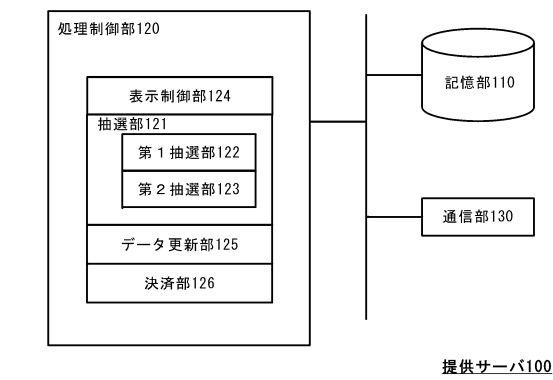 処理制御部120
表示制御部124
抽選部121
第１抽選部122
第２抽選部123
データ更新部125
決済部126
記憶部110
通信部130
提供サーバ100